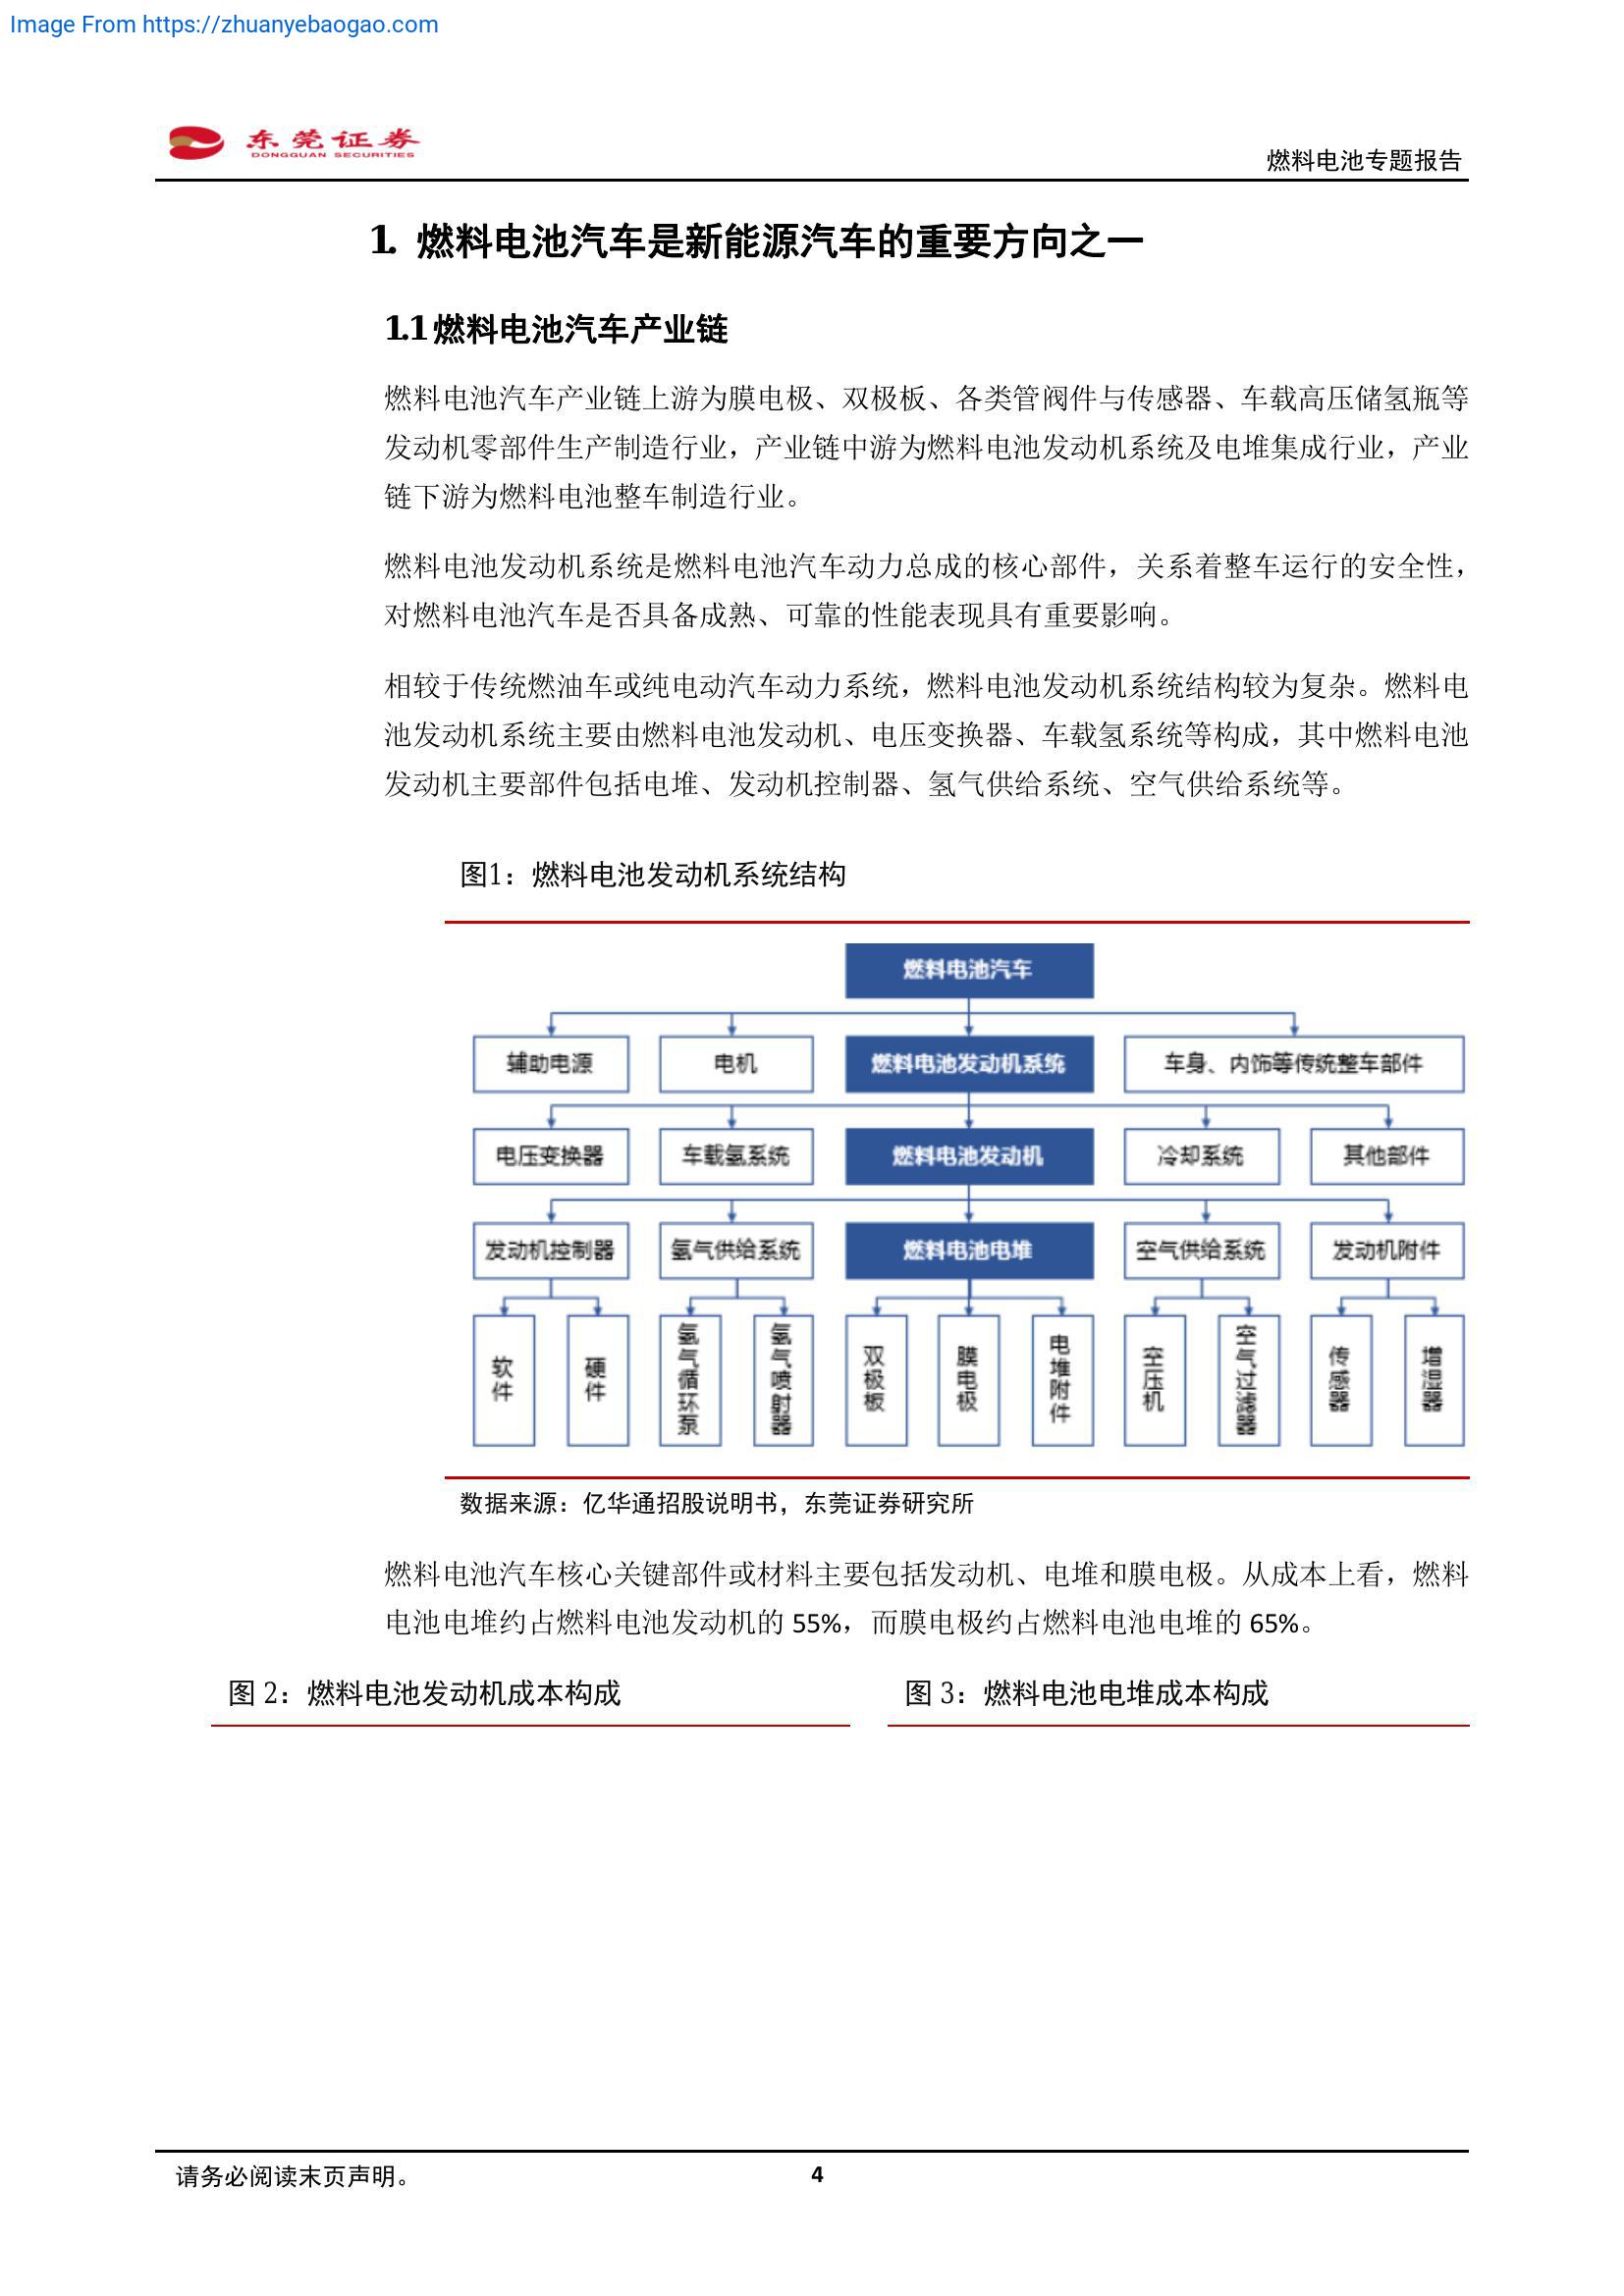 Image From https://zhuanyebaogao.com
东莞证券
DONGGUAN SECURITIES
燃料电池专题报告
1. 燃料电池汽车是新能源汽车的重要方向之一
1.1 燃料电池汽车产业链
燃料电池汽车产业链上游为膜电极、双极板、各类管阀件与传感器、车载高压储氢瓶等
发动机零部件生产制造行业，产业链中游为燃料电池发动机系统及电堆集成行业，产业
链下游为燃料电池整车制造行业。
燃料电池发动机系统是燃料电池汽车动力总成的核心部件，关系着整车运行的安全性，
对燃料电池汽车是否具备成熟、可靠的性能表现具有重要影响。
相较于传统燃油车或纯电动汽车动力系统，燃料电池发动机系统结构较为复杂。燃料电
池发动机系统主要由燃料电池发动机、电压变换器、车载氢系统等构成，其中燃料电池
发动机主要部件包括电堆、发动机控制器、氢气供给系统、空气供给系统等。
图1：燃料电池发动机系统结构
燃料电池汽车
辅助电源 电机 燃料电池发动机系统 车身、内饰等传统整车部件
电压变换器 车载氢系统 燃料电池发动机 冷却系统 其他部件
发动机控制器 氢气供给系统 燃料电池电堆 空气供给系统 发动机附件
软件 硬件 氢气循环泵 氢气喷射器 双极板 膜电极 电堆附件 空压机 空气过滤器 传感器 增湿器
数据来源：亿华通招股说明书，东莞证券研究所
燃料电池汽车核心关键部件或材料主要包括发动机、电堆和膜电极。从成本上看，燃料
电池电堆约占燃料电池发动机的 55%，而膜电极约占燃料电池电堆的 65%。
图 2：燃料电池发动机成本构成
图 3：燃料电池电堆成本构成
请务必阅读末页声明。
4